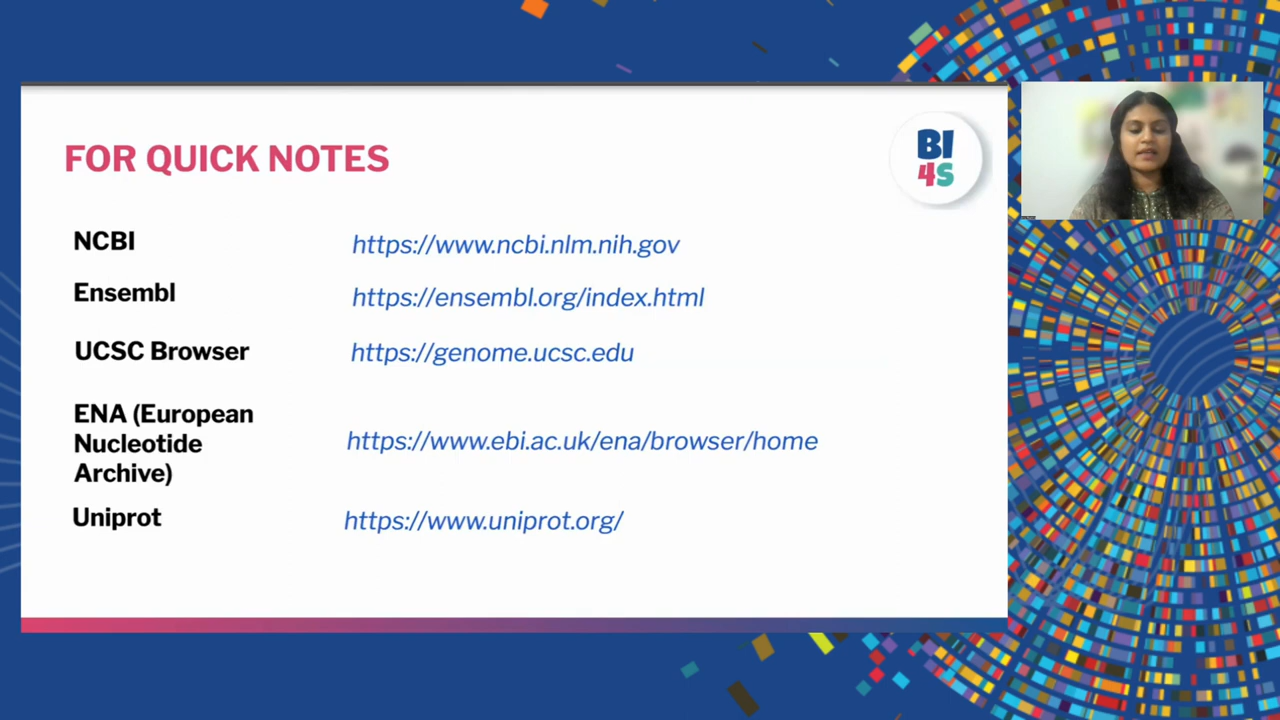 FOR QUICK NOTES
BI
4S
NCBI https://www.ncbi.nlm.nih.gov
Ensembl https://ensembl.org/index.html
UCSC Browser https://genome.ucsc.edu
ENA (European
Nucleotide
Archive)
https://www.ebi.ac.uk/ena/browser/home
Uniprot https://www.uniprot.org/